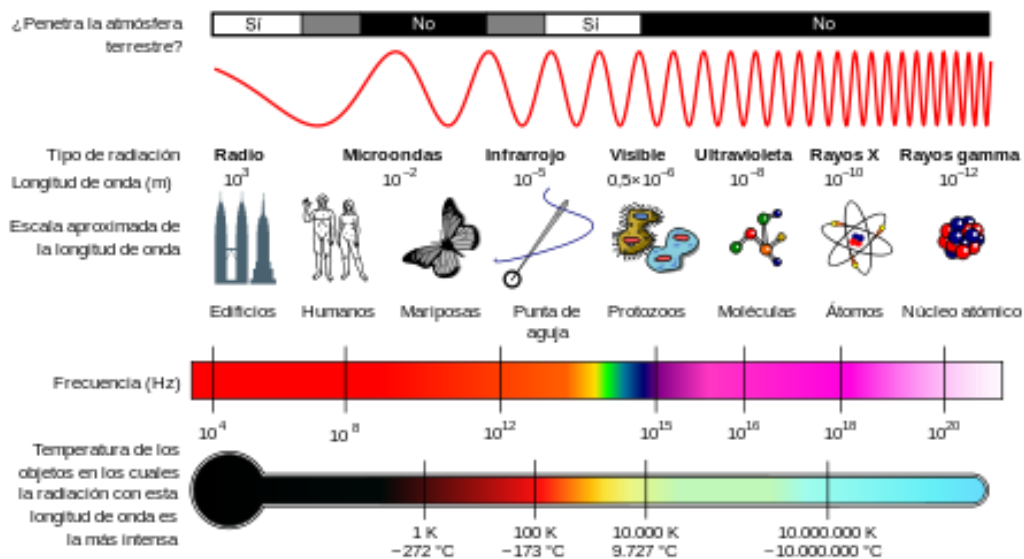 ¿Penetra la atmósfera
terrestre?
Sí No Sí No
Tipo de radiación Radio Microondas Infrarrojo Visible Ultravioleta Rayos X Rayos gamma
Longitud de onda (m) 10³ 10⁻² 10⁻⁵ 0,5×10⁻⁶ 10⁻⁸ 10⁻¹⁰ 10⁻¹²
Escala aproximada de
la longitud de onda
Edificios Humanos Mariposas Punta de aguja Protozoos Moléculas Átomos Núcleo atómico
Frecuencia (Hz)
10⁴ 10⁸ 10¹² 10¹⁵ 10¹⁶ 10¹⁸ 10²⁰
Temperatura de los
objetos en los cuales
la radiación con esta
longitud de onda es
la más intensa
1 K 100 K 10.000 K 10.000.000 K
−272 °C −173 °C 9.727 °C ~10.000.000 °C